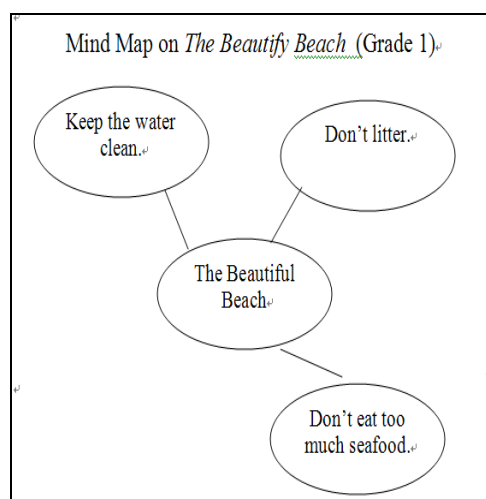 Mind Map on The Beautify Beach (Grade 1)
Keep the water
clean.
Don't litter.
The Beautiful
Beach
Don't eat too
much seafood.